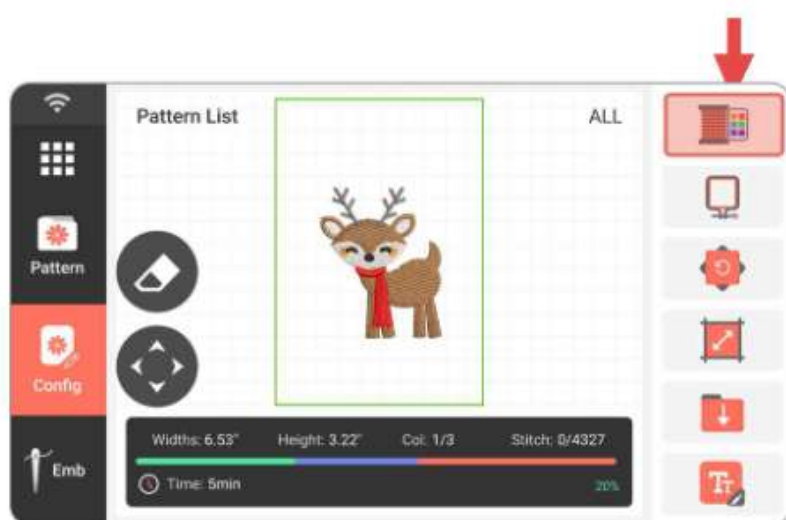 Pattern List
ALL
Pattern
Config
Emb
Widths: 6.53" Height: 3.22" Col: 1/3 Stitch: 0/4327
Time: 5min 20%
TT